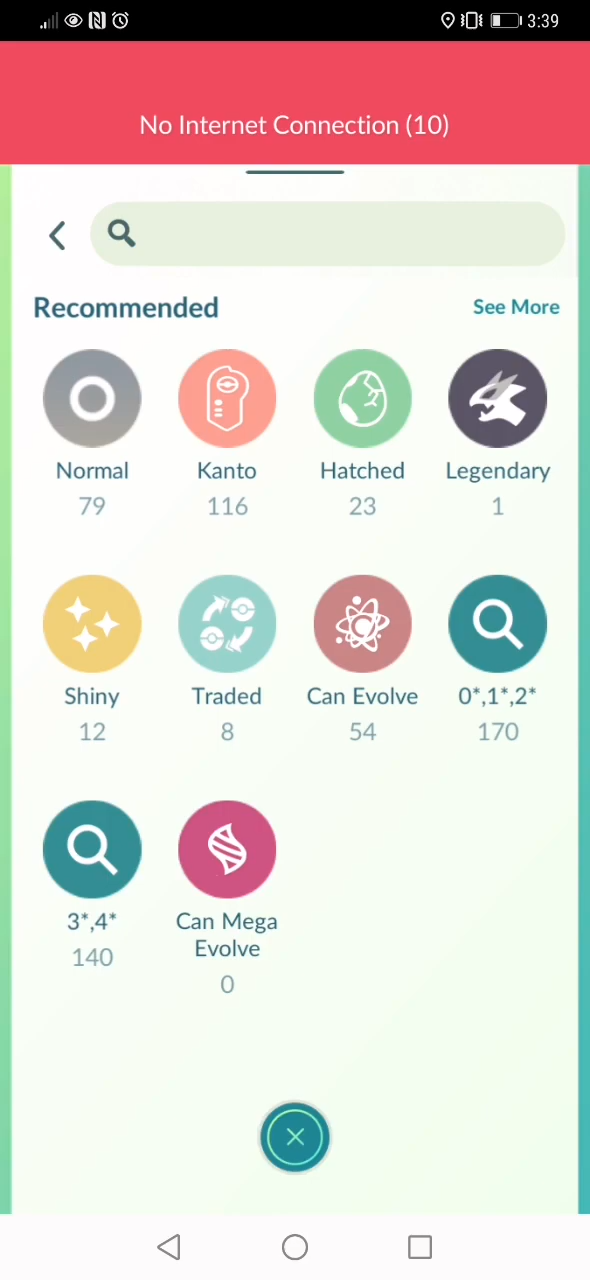 3:39
No Internet Connection (10)
Recommended
See More
Normal
Kanto
Hatched
Legendary
79
116
23
1
Shiny
Traded
Can Evolve
0*,1*,2*
12
8
54
170
3*,4*
Can Mega
Evolve
140
0